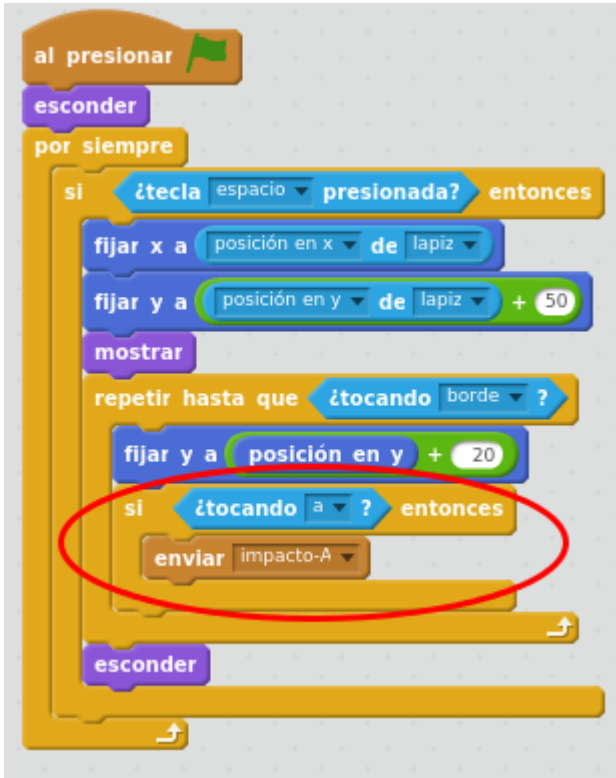 al presionar
esconder
por siempre
si ¿tecla espacio presionada? entonces
fijar x a posición en x de lapiz
fijar y a posición en y de lapiz + 50
mostrar
repetir hasta que ¿tocando borde ?
fijar y a posición en y + 20
si ¿tocando a ? entonces
enviar impacto-A
esconder